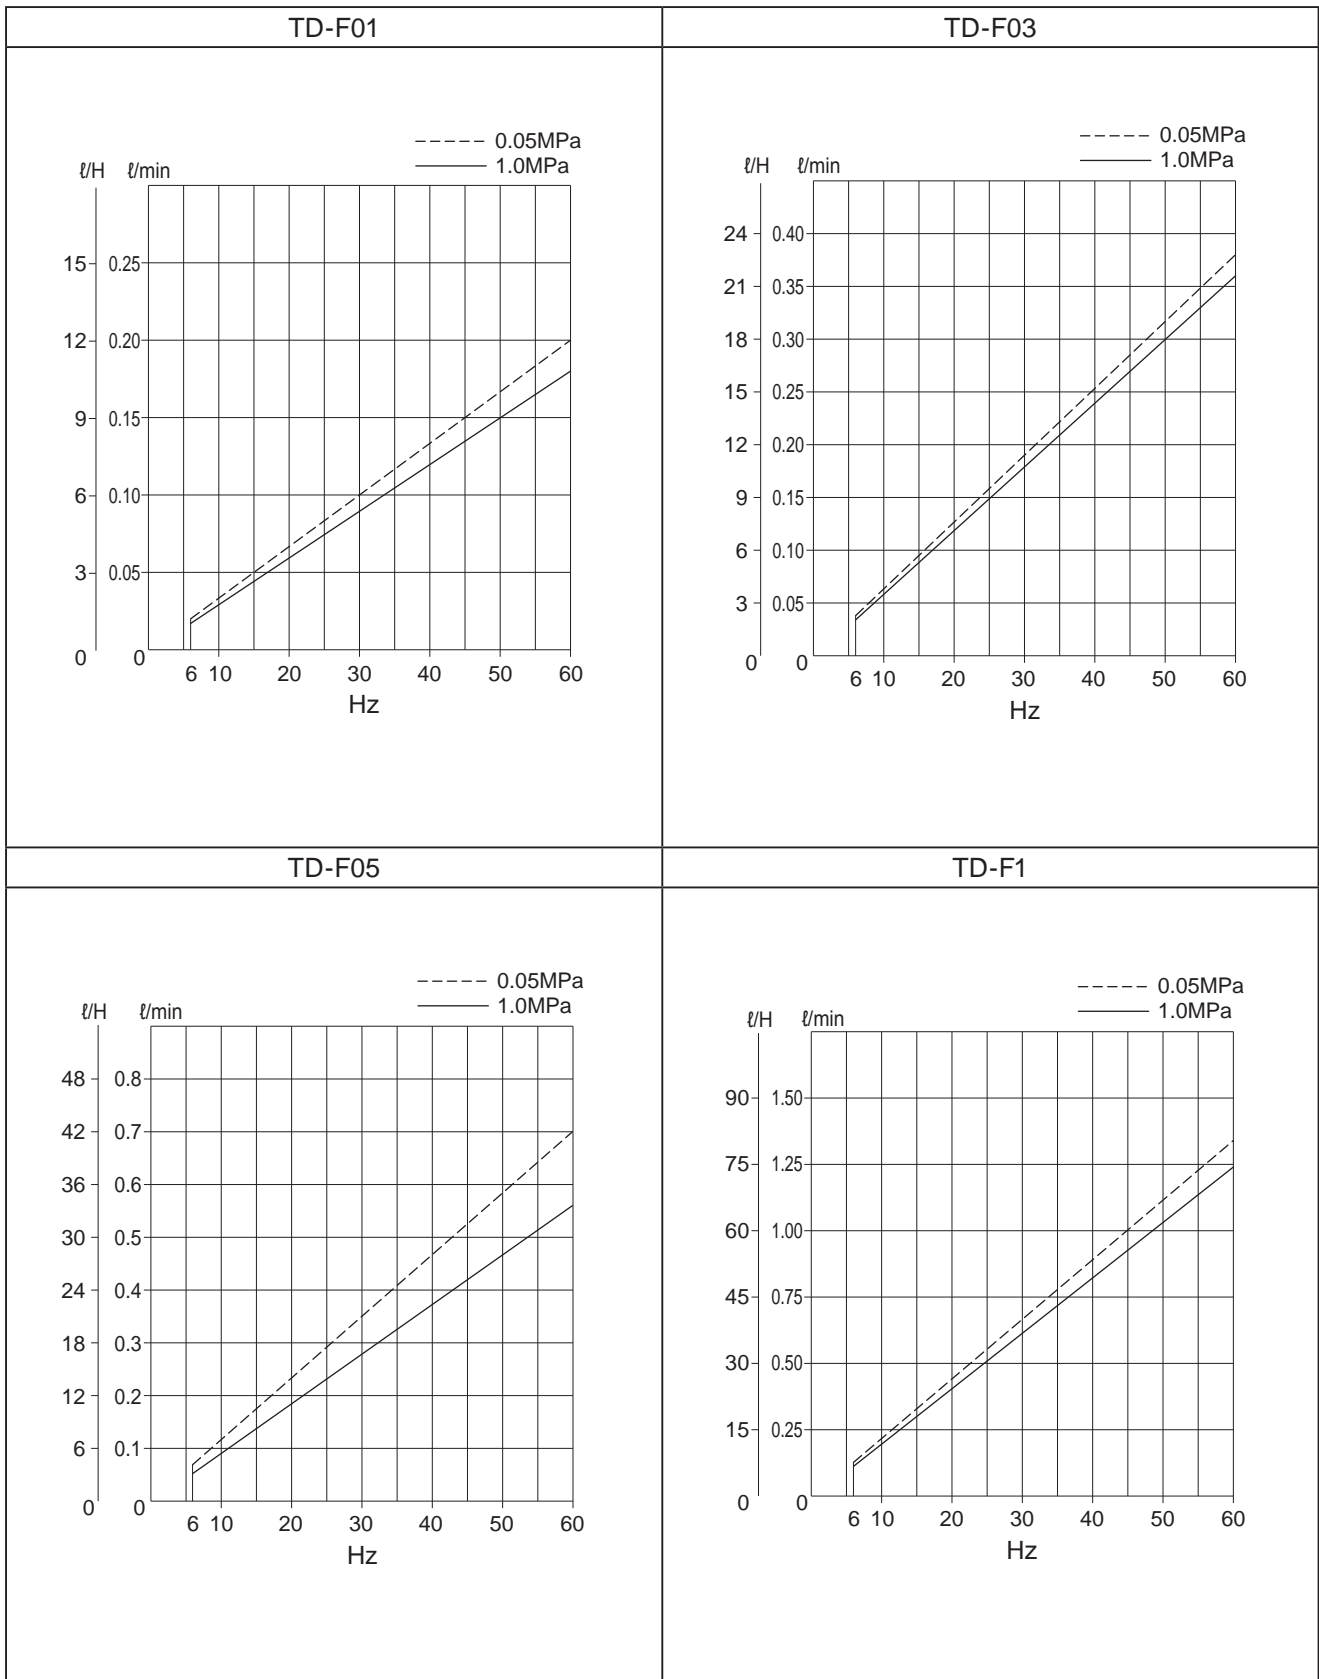 TD-F01
0.05MPa
1.0MPa
ℓ/H ℓ/min
15 0.25
12 0.20
9 0.15
6 0.10
3 0.05
0 0
6 10 20 30 40 50 60
Hz
TD-F03
0.05MPa
1.0MPa
ℓ/H ℓ/min
24 0.40
21 0.35
18 0.30
15 0.25
12 0.20
9 0.15
6 0.10
3 0.05
0 0
6 10 20 30 40 50 60
Hz
TD-F05
0.05MPa
1.0MPa
ℓ/H ℓ/min
48 0.8
42 0.7
36 0.6
30 0.5
24 0.4
18 0.3
12 0.2
6 0.1
0 0
6 10 20 30 40 50 60
Hz
TD-F1
0.05MPa
1.0MPa
ℓ/H ℓ/min
90 1.50
75 1.25
60 1.00
45 0.75
30 0.50
15 0.25
0 0
6 10 20 30 40 50 60
Hz